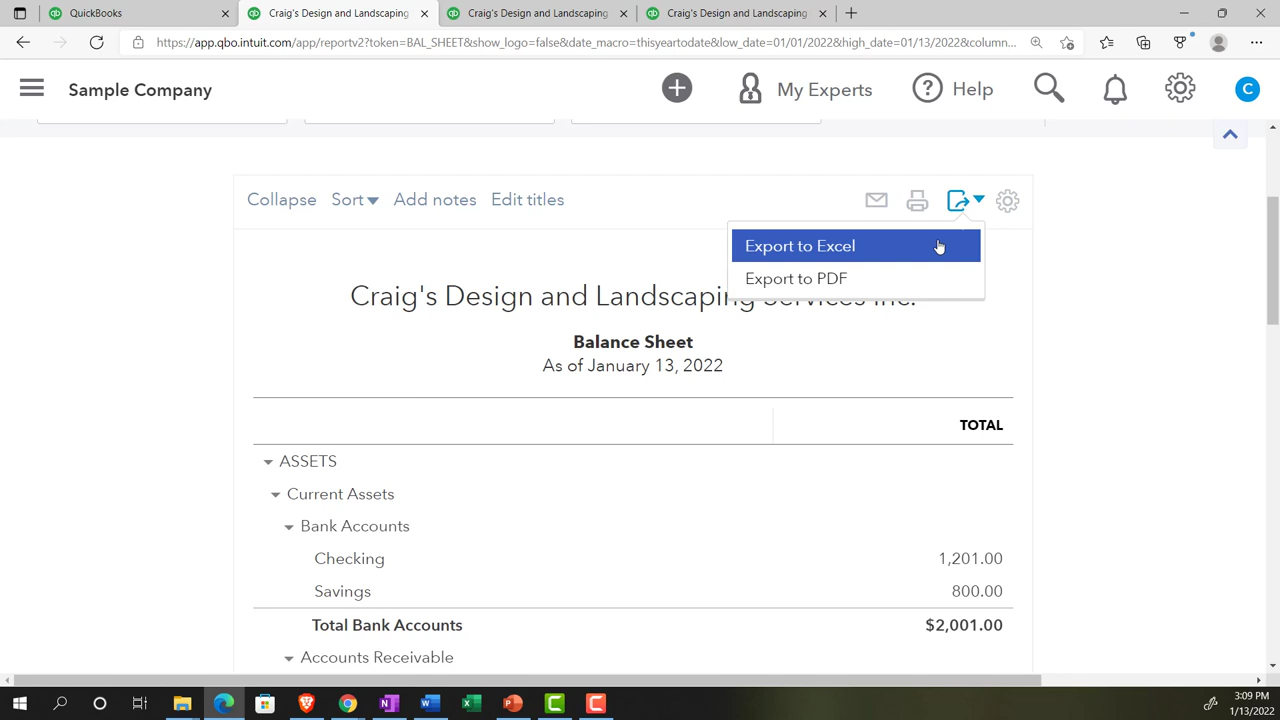 QuickBooks
Craig's Design and Landscaping
Craig's Design and Landscaping
Craig's Design and Landscaping
https://app.qbo.intuit.com/app/reportv2?token=BAL_SHEET&show_logo=false&date_macro=thisyeartodate&low_date=01/01/2022&high_date=01/13/2022&column...
Sample Company
My Experts
Help
C
Collapse Sort Add notes Edit titles
Export to Excel
Export to PDF
Craig's Design and Landscaping Services Inc.
Balance Sheet
As of January 13, 2022
TOTAL
ASSETS
Current Assets
Bank Accounts
Checking 1,201.00
Savings 800.00
Total Bank Accounts $2,001.00
Accounts Receivable
3:09 PM
1/13/2022